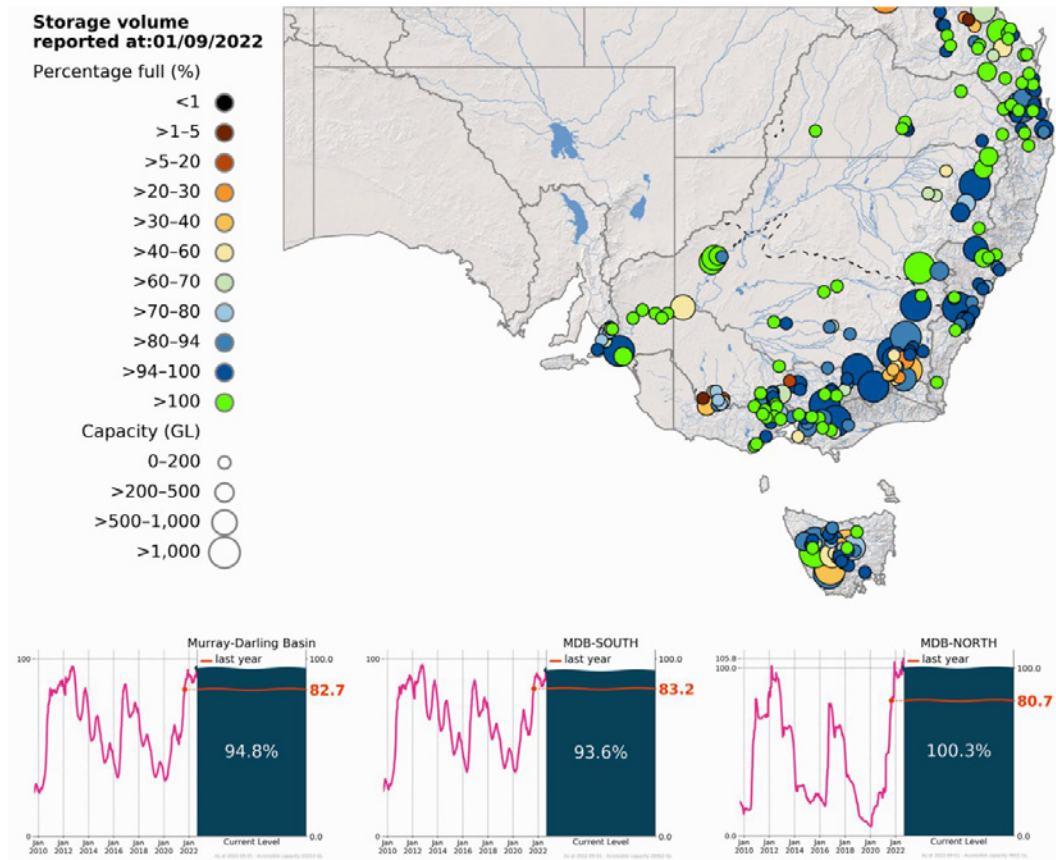 Storage volume
reported at:01/09/2022
Percentage full (%)
<1
>1–5
>5–20
>20–30
>30–40
>40–60
>60–70
>70–80
>80–94
>94–100
>100
Capacity (GL)
0–200
>200–500
>500–1,000
>1,000
Murray-Darling Basin
100
last year
100.0
82.7
94.8%
0
0.0
Jan 2010
Jan 2012
Jan 2014
Jan 2016
Jan 2018
Jan 2020
Jan 2022
Current Level
MDB-SOUTH
100
last year
100.0
83.2
93.6%
0
0.0
Jan 2010
Jan 2012
Jan 2014
Jan 2016
Jan 2018
Jan 2020
Jan 2022
Current Level
MDB-NORTH
105.8
100.0
last year
100.0
80.7
100.3%
0.0
0.0
Jan 2010
Jan 2012
Jan 2014
Jan 2016
Jan 2018
Jan 2020
Jan 2022
Current Level